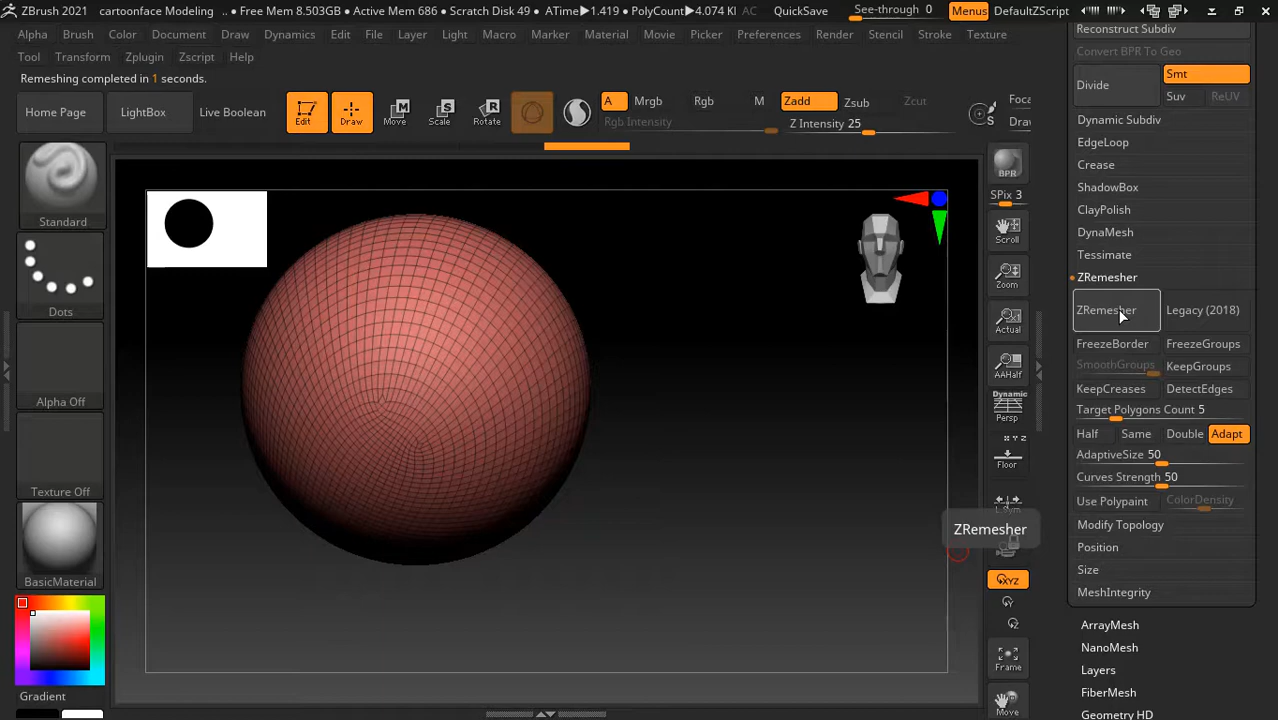 ZBrush 2021 cartoonface Modeling .. • Free Mem 8.503GB • Active Mem 686 • Scratch Disk 49 • ATime▶1.419 • PolyCount▶4.074 KI AC QuickSave See-through 0 Menus DefaultZScript
Alpha Brush Color Document Draw Dynamics Edit File Layer Light Macro Marker Material Movie Picker Preferences Render Stencil Stroke Texture
Tool Transform Zplugin Zscript Help
Remeshing completed in 1 seconds.
Home Page LightBox Live Boolean Edit Draw Move Scale Rotate A Mrgb Rgb M Zadd Zsub Zcut Foca
Rgb Intensity Z Intensity 25 S Draw
Standard
Dots
Alpha Off
Texture Off
BasicMaterial
Gradient
BPR
SPix 3
Scroll
Zoom
Actual
AAHalf
Dynamic
Persp
X Y Z
Floor
L.Sym
XYZ
Y
Z
Frame
Move
ZRemesher
Reconstruct Subdiv
Convert BPR To Geo
Divide Smt
Suv ReUV
Dynamic Subdiv
EdgeLoop
Crease
ShadowBox
ClayPolish
DynaMesh
Tessimate
ZRemesher
ZRemesher Legacy (2018)
FreezeBorder FreezeGroups
SmoothGroups KeepGroups
KeepCreases DetectEdges
Target Polygons Count 5
Half Same Double Adapt
AdaptiveSize 50
Curves Strength 50
Use Polypaint ColorDensity
Modify Topology
Position
Size
MeshIntegrity
ArrayMesh
NanoMesh
Layers
FiberMesh
Geometry HD